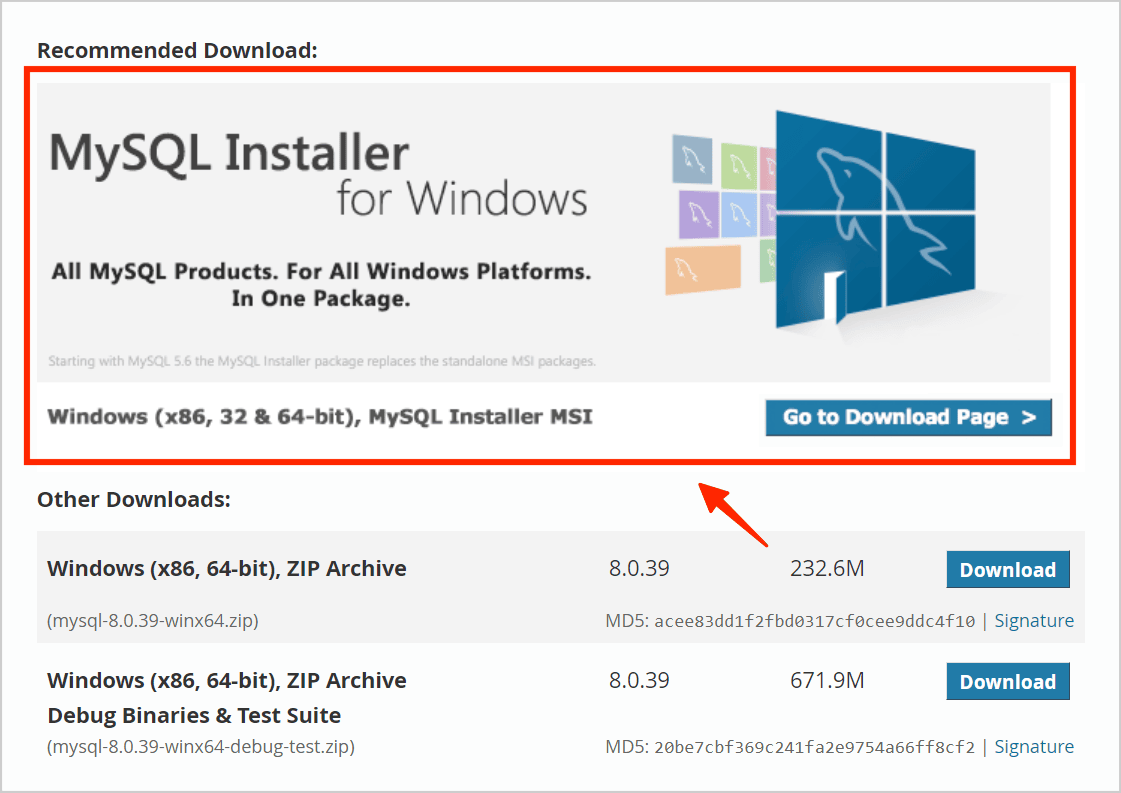 Recommended Download:
MySQL Installer
for Windows
All MySQL Products. For All Windows Platforms.
In One Package.
Starting with MySQL 5.6 the MySQL Installer package replaces the standalone MSI packages.
Windows (x86, 32 & 64-bit), MySQL Installer MSI
Go to Download Page >
Other Downloads:
Windows (x86, 64-bit), ZIP Archive 8.0.39 232.6M Download
(mysql-8.0.39-winx64.zip) MD5: acee83dd1f2fbd0317cf0cee9ddc4f10 | Signature
Windows (x86, 64-bit), ZIP Archive 8.0.39 671.9M Download
Debug Binaries & Test Suite
(mysql-8.0.39-winx64-debug-test.zip) MD5: 20be7cbf369c241fa2e9754a66ff8cf2 | Signature